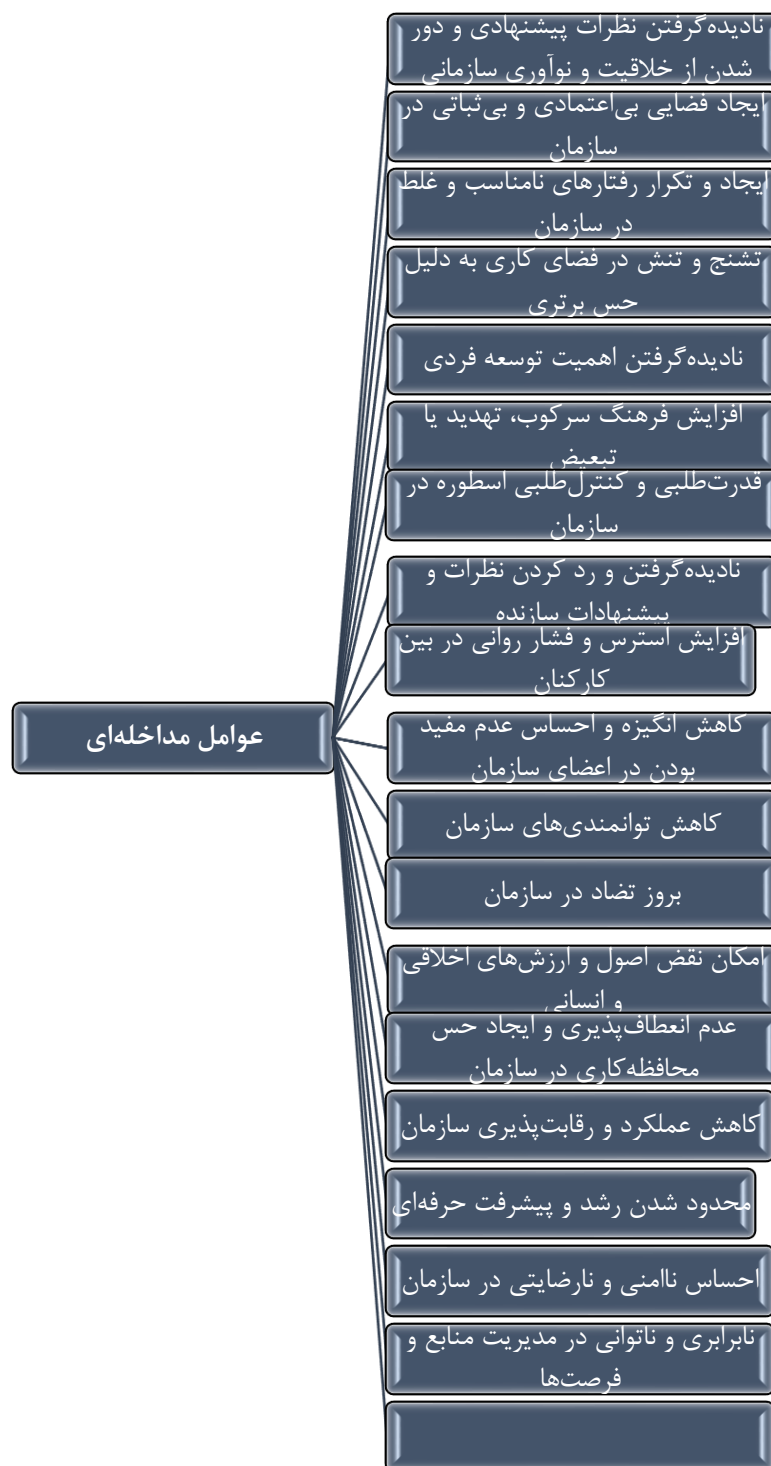 نادیده‌گرفتن نظرات پیشنهادی و دور
شدن از خلاقیت و نوآوری سازمانی
ایجاد فضایی بی‌اعتمادی و بی‌ثباتی در
سازمان
ایجاد و تکرار رفتارهای نامناسب و غلط
در سازمان
تشنج و تنش در فضای کاری به دلیل
حس برتری
نادیده‌گرفتن اهمیت توسعه فردی
افزایش فرهنگ سرکوب، تهدید یا
تبعیض
قدرت‌طلبی و کنترل‌طلبی اسطوره در
سازمان
نادیده‌گرفتن و رد کردن نظرات و
پیشنهادات سازنده
افزایش استرس و فشار روانی در بین
کارکنان
عوامل مداخله‌ای
کاهش انگیزه و احساس عدم مفید
بودن در اعضای سازمان
کاهش توانمندی‌های سازمان
بروز تضاد در سازمان
امکان نقض اصول و ارزش‌های اخلاقی
و انسانی
عدم انعطاف‌پذیری و ایجاد حس
محافظه‌کاری در سازمان
کاهش عملکرد و رقابت‌پذیری سازمان
محدود شدن رشد و پیشرفت حرفه‌ای
احساس ناامنی و نارضایتی در سازمان
نابرابری و ناتوانی در مدیریت منابع و
فرصت‌ها